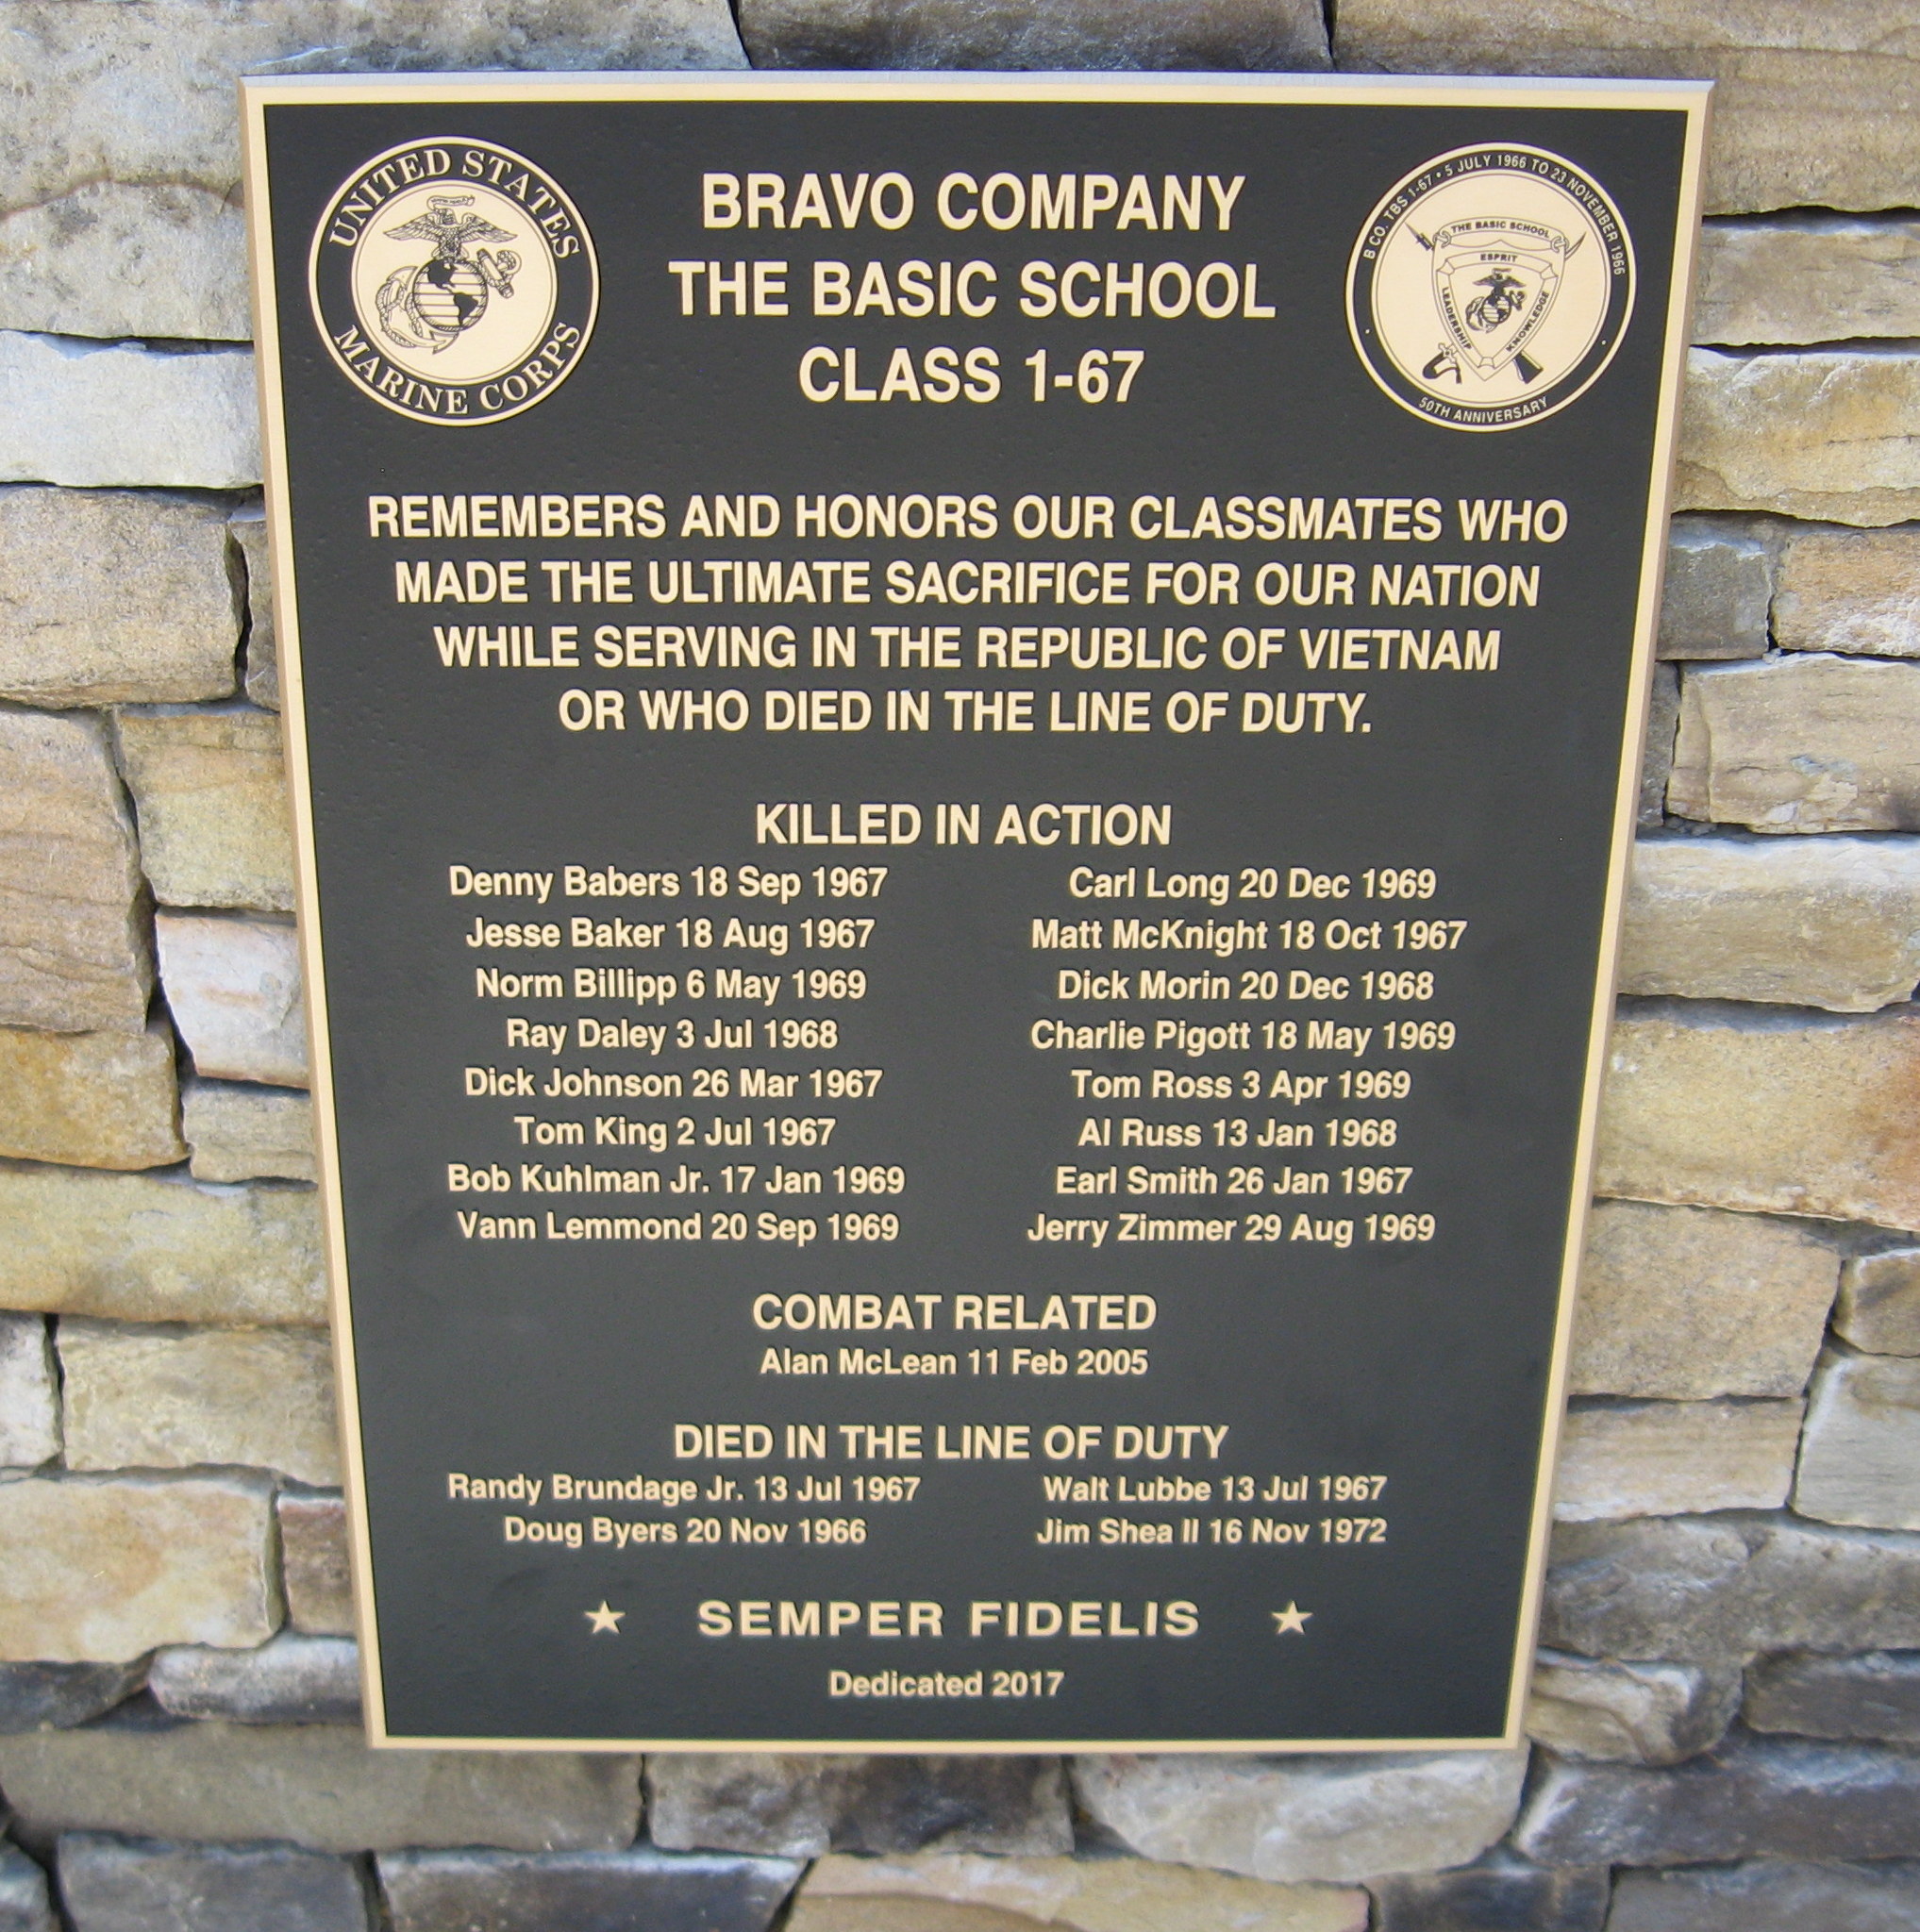 UNITED STATES
MARINE CORPS
BRAVO COMPANY
THE BASIC SCHOOL
CLASS 1-67
B CO. TBS 1-67 • 5 JULY 1966 TO 23 NOVEMBER 1966
THE BASIC SCHOOL
ESPRIT
LEADERSHIP
KNOWLEDGE
50TH ANNIVERSARY
REMEMBERS AND HONORS OUR CLASSMATES WHO
MADE THE ULTIMATE SACRIFICE FOR OUR NATION
WHILE SERVING IN THE REPUBLIC OF VIETNAM
OR WHO DIED IN THE LINE OF DUTY.
KILLED IN ACTION
Denny Babers 18 Sep 1967
Jesse Baker 18 Aug 1967
Norm Billipp 6 May 1969
Ray Daley 3 Jul 1968
Dick Johnson 26 Mar 1967
Tom King 2 Jul 1967
Bob Kuhlman Jr. 17 Jan 1969
Vann Lemmond 20 Sep 1969
Carl Long 20 Dec 1969
Matt McKnight 18 Oct 1967
Dick Morin 20 Dec 1968
Charlie Pigott 18 May 1969
Tom Ross 3 Apr 1969
Al Russ 13 Jan 1968
Earl Smith 26 Jan 1967
Jerry Zimmer 29 Aug 1969
COMBAT RELATED
Alan McLean 11 Feb 2005
DIED IN THE LINE OF DUTY
Randy Brundage Jr. 13 Jul 1967
Doug Byers 20 Nov 1966
Walt Lubbe 13 Jul 1967
Jim Shea II 16 Nov 1972
★ SEMPER FIDELIS ★
Dedicated 2017